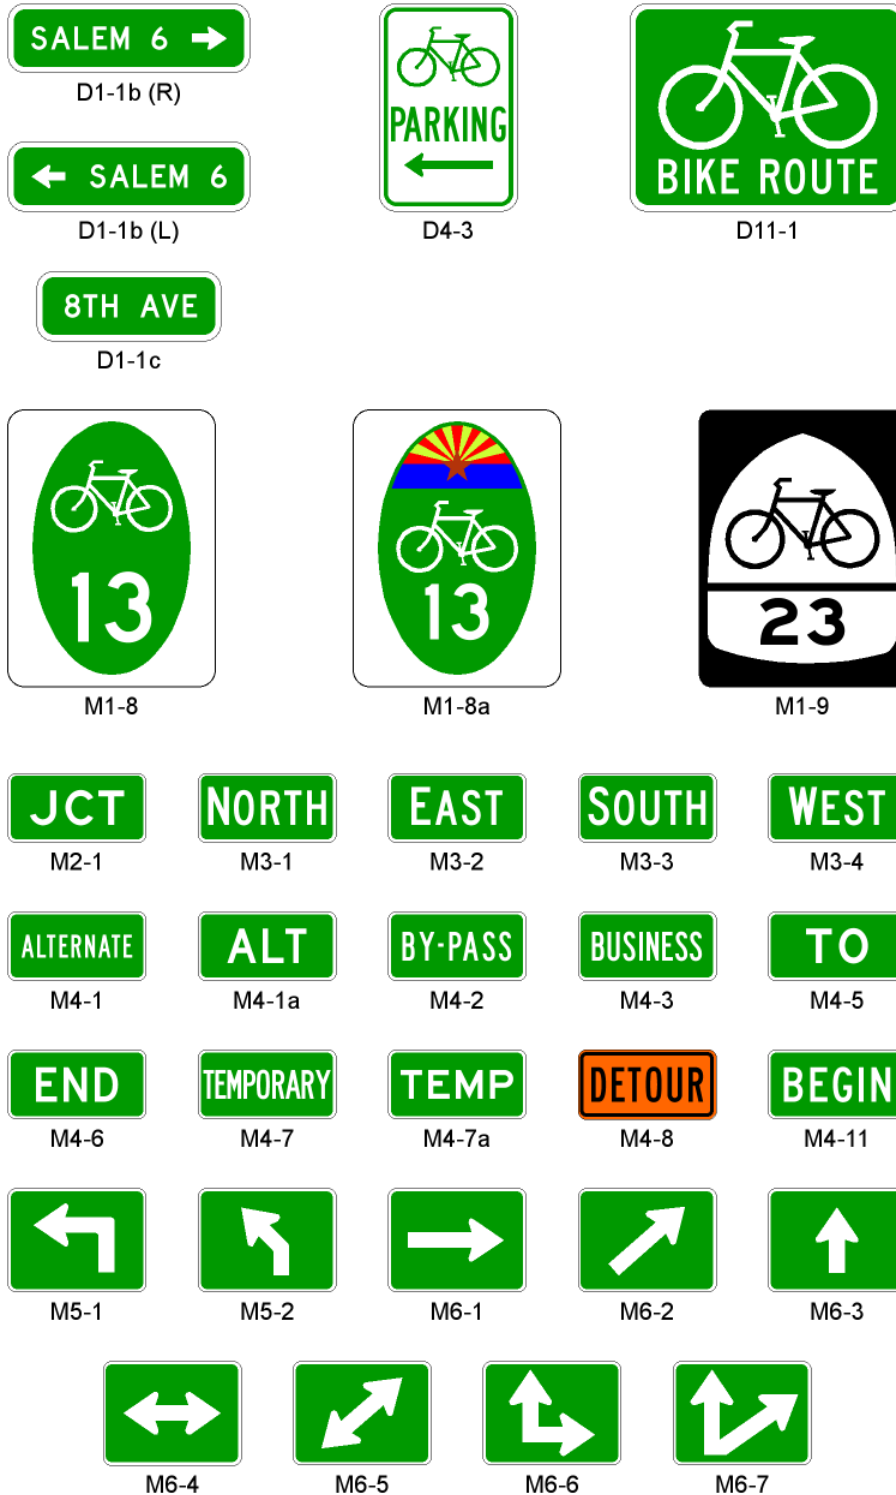 SALEM 6
D1-1b (R)
PARKING
D4-3
BIKE ROUTE
D11-1
SALEM 6
D1-1b (L)
8TH AVE
D1-1c
13
M1-8
13
M1-8a
23
M1-9
JCT
M2-1
NORTH
M3-1
EAST
M3-2
SOUTH
M3-3
WEST
M3-4
ALTERNATE
M4-1
ALT
M4-1a
BY-PASS
M4-2
BUSINESS
M4-3
TO
M4-5
END
M4-6
TEMPORARY
M4-7
TEMP
M4-7a
DETOUR
M4-8
BEGIN
M4-11
M5-1
M5-2
M6-1
M6-2
M6-3
M6-4
M6-5
M6-6
M6-7